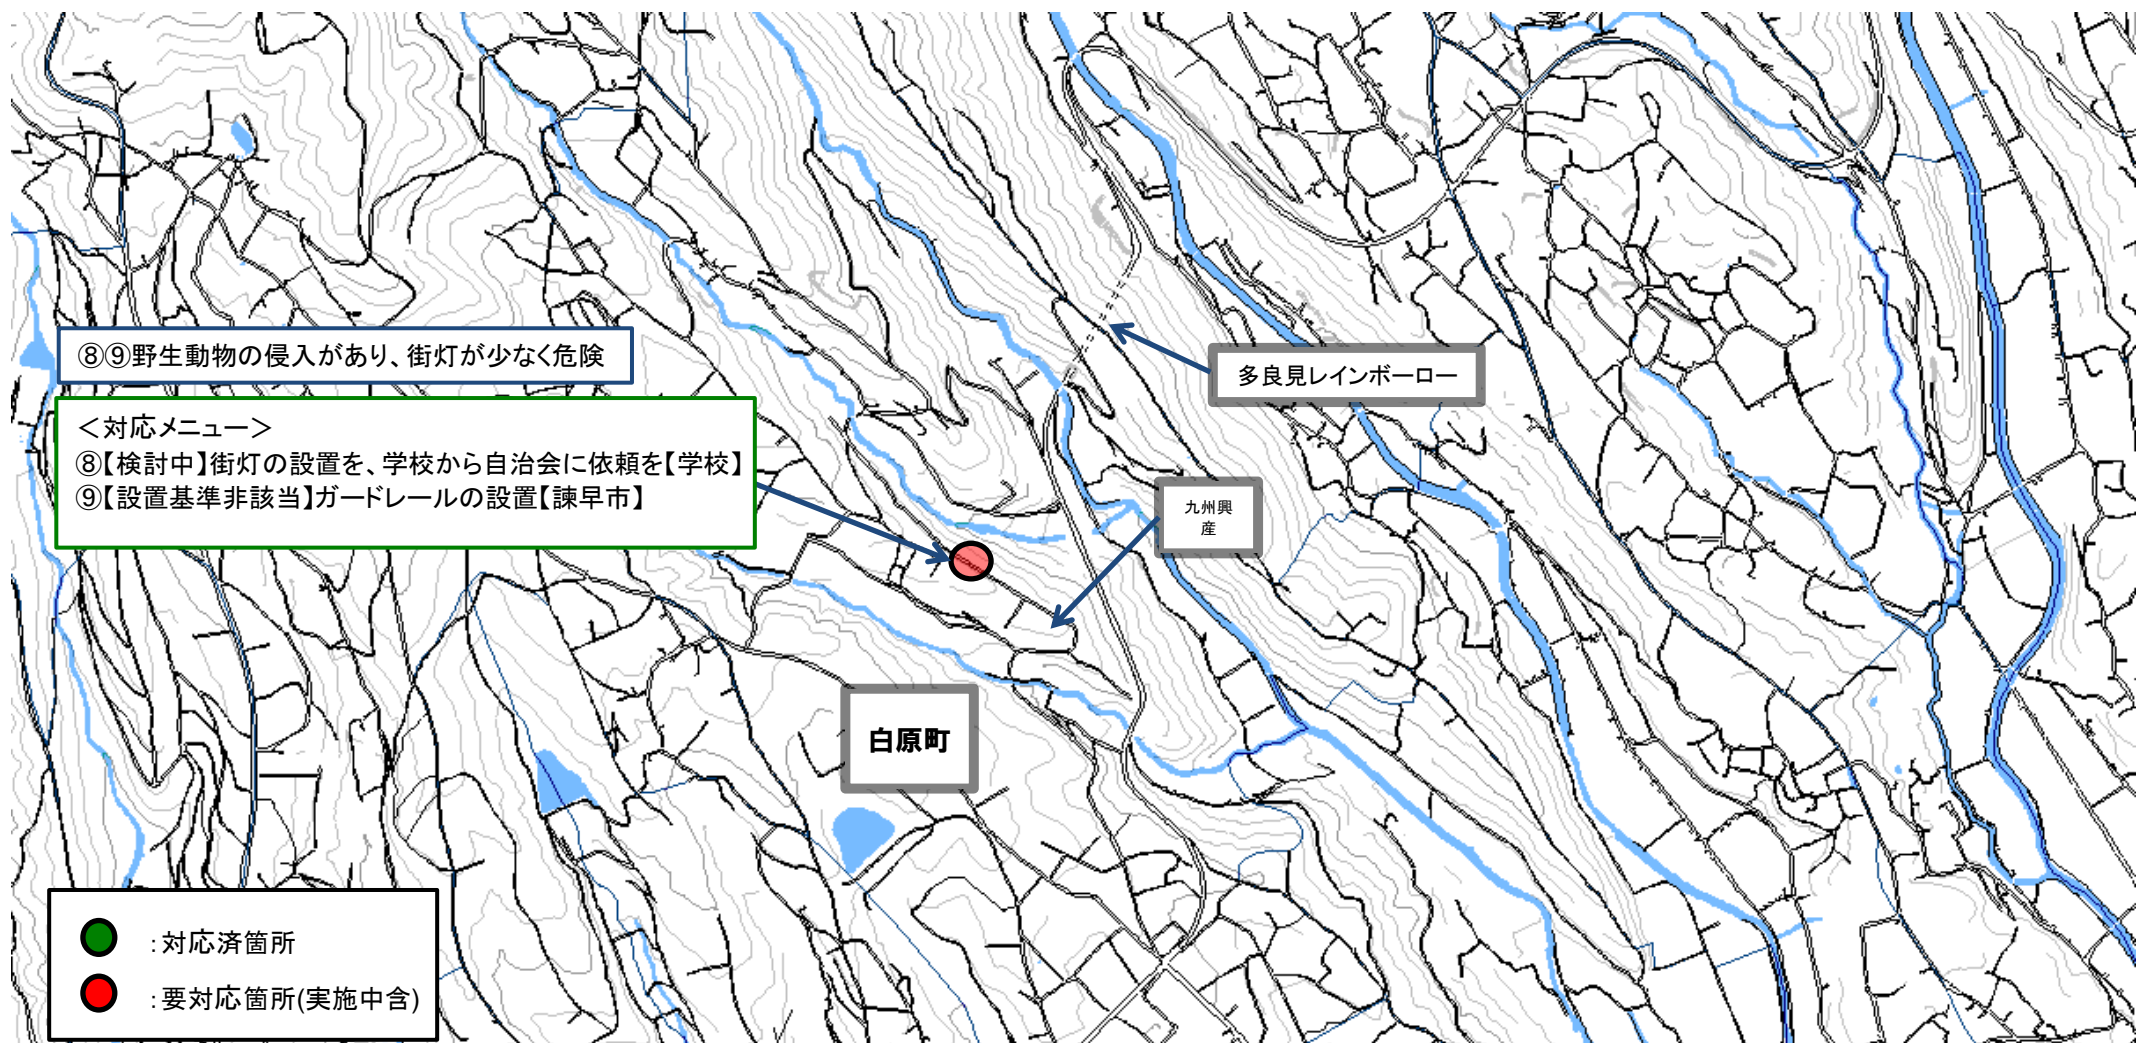 ⑧⑨野生動物の侵入があり、街灯が少なく危険
＜対応メニュー＞
⑧【検討中】街灯の設置を、学校から自治会に依頼を【学校】
⑨【設置基準非該当】ガードレールの設置【諫早市】
多良見レインボーロー
九州興
産
白原町
：対応済箇所
：要対応箇所(実施中含)